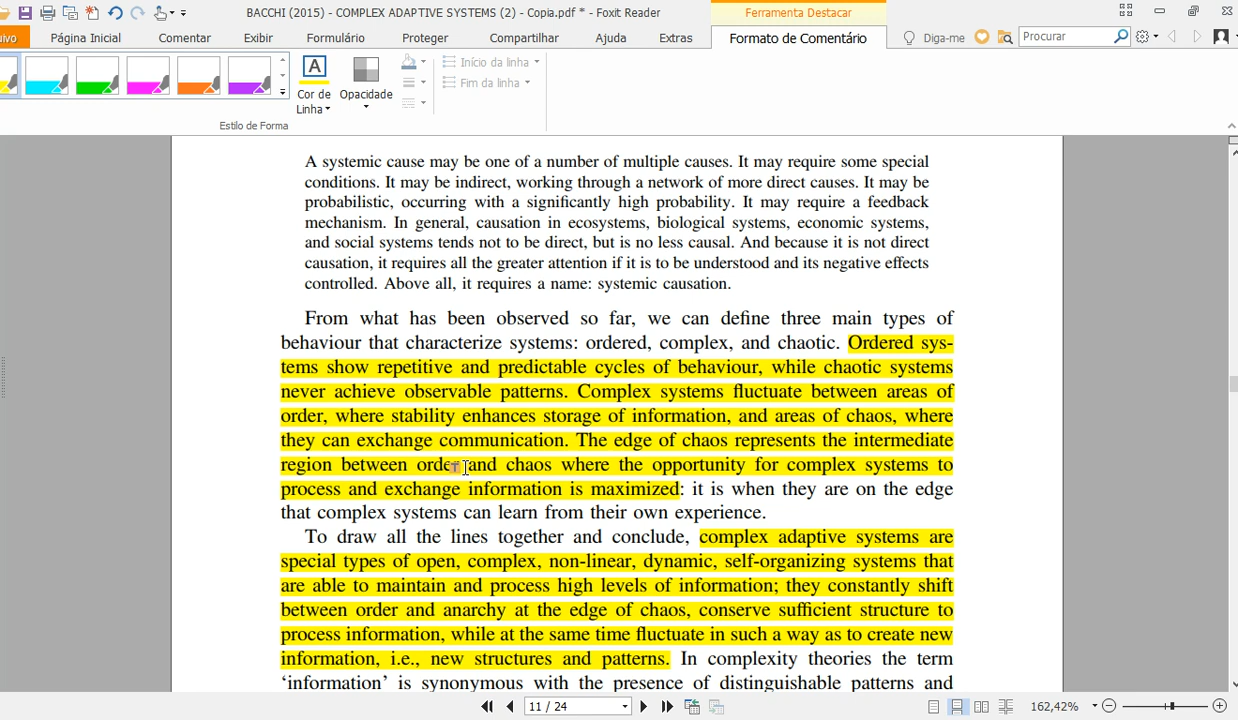 BACCHI (2015) - COMPLEX ADAPTIVE SYSTEMS (2) - Copia.pdf * - Foxit Reader
Ferramenta Destacar
ivo Página Inicial Comentar Exibir Formulário Proteger Compartilhar Ajuda Extras Formato de Comentário Diga-me Procurar
A
Cor de Linha
Opacidade
Início da linha
Fim da linha
Estilo de Forma
A systemic cause may be one of a number of multiple causes. It may require some special
conditions. It may be indirect, working through a network of more direct causes. It may be
probabilistic, occurring with a significantly high probability. It may require a feedback
mechanism. In general, causation in ecosystems, biological systems, economic systems,
and social systems tends not to be direct, but is no less causal. And because it is not direct
causation, it requires all the greater attention if it is to be understood and its negative effects
controlled. Above all, it requires a name: systemic causation.
From what has been observed so far, we can define three main types of
behaviour that characterize systems: ordered, complex, and chaotic. Ordered sys-
tems show repetitive and predictable cycles of behaviour, while chaotic systems
never achieve observable patterns. Complex systems fluctuate between areas of
order, where stability enhances storage of information, and areas of chaos, where
they can exchange communication. The edge of chaos represents the intermediate
region between order and chaos where the opportunity for complex systems to
process and exchange information is maximized: it is when they are on the edge
that complex systems can learn from their own experience.
To draw all the lines together and conclude, complex adaptive systems are
special types of open, complex, non-linear, dynamic, self-organizing systems that
are able to maintain and process high levels of information; they constantly shift
between order and anarchy at the edge of chaos, conserve sufficient structure to
process information, while at the same time fluctuate in such a way as to create new
information, i.e., new structures and patterns. In complexity theories the term
‘information’ is synonymous with the presence of distinguishable patterns and
11 / 24
162,42%